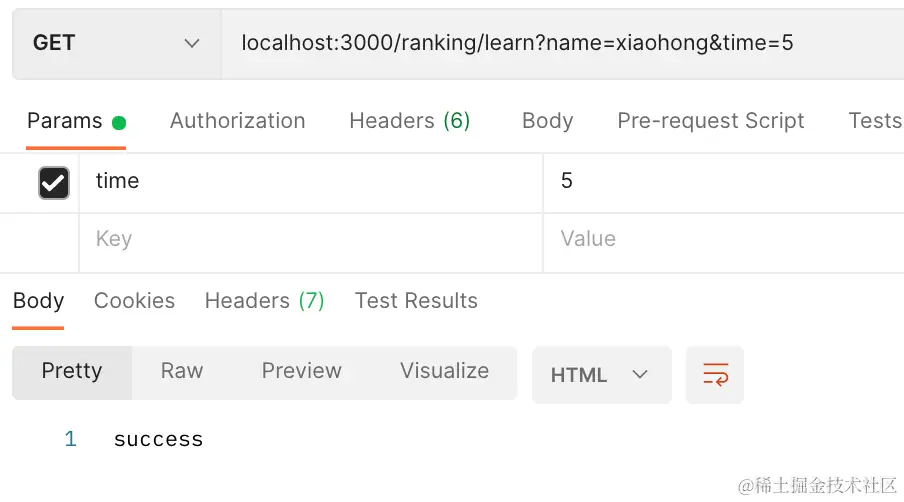 GET localhost:3000/ranking/learn?name=xiaohong&time=5
Params Authorization Headers (6) Body Pre-request Script Tests
time 5
Key Value
Body Cookies Headers (7) Test Results
Pretty Raw Preview Visualize HTML
1 success
@稀土掘金技术社区